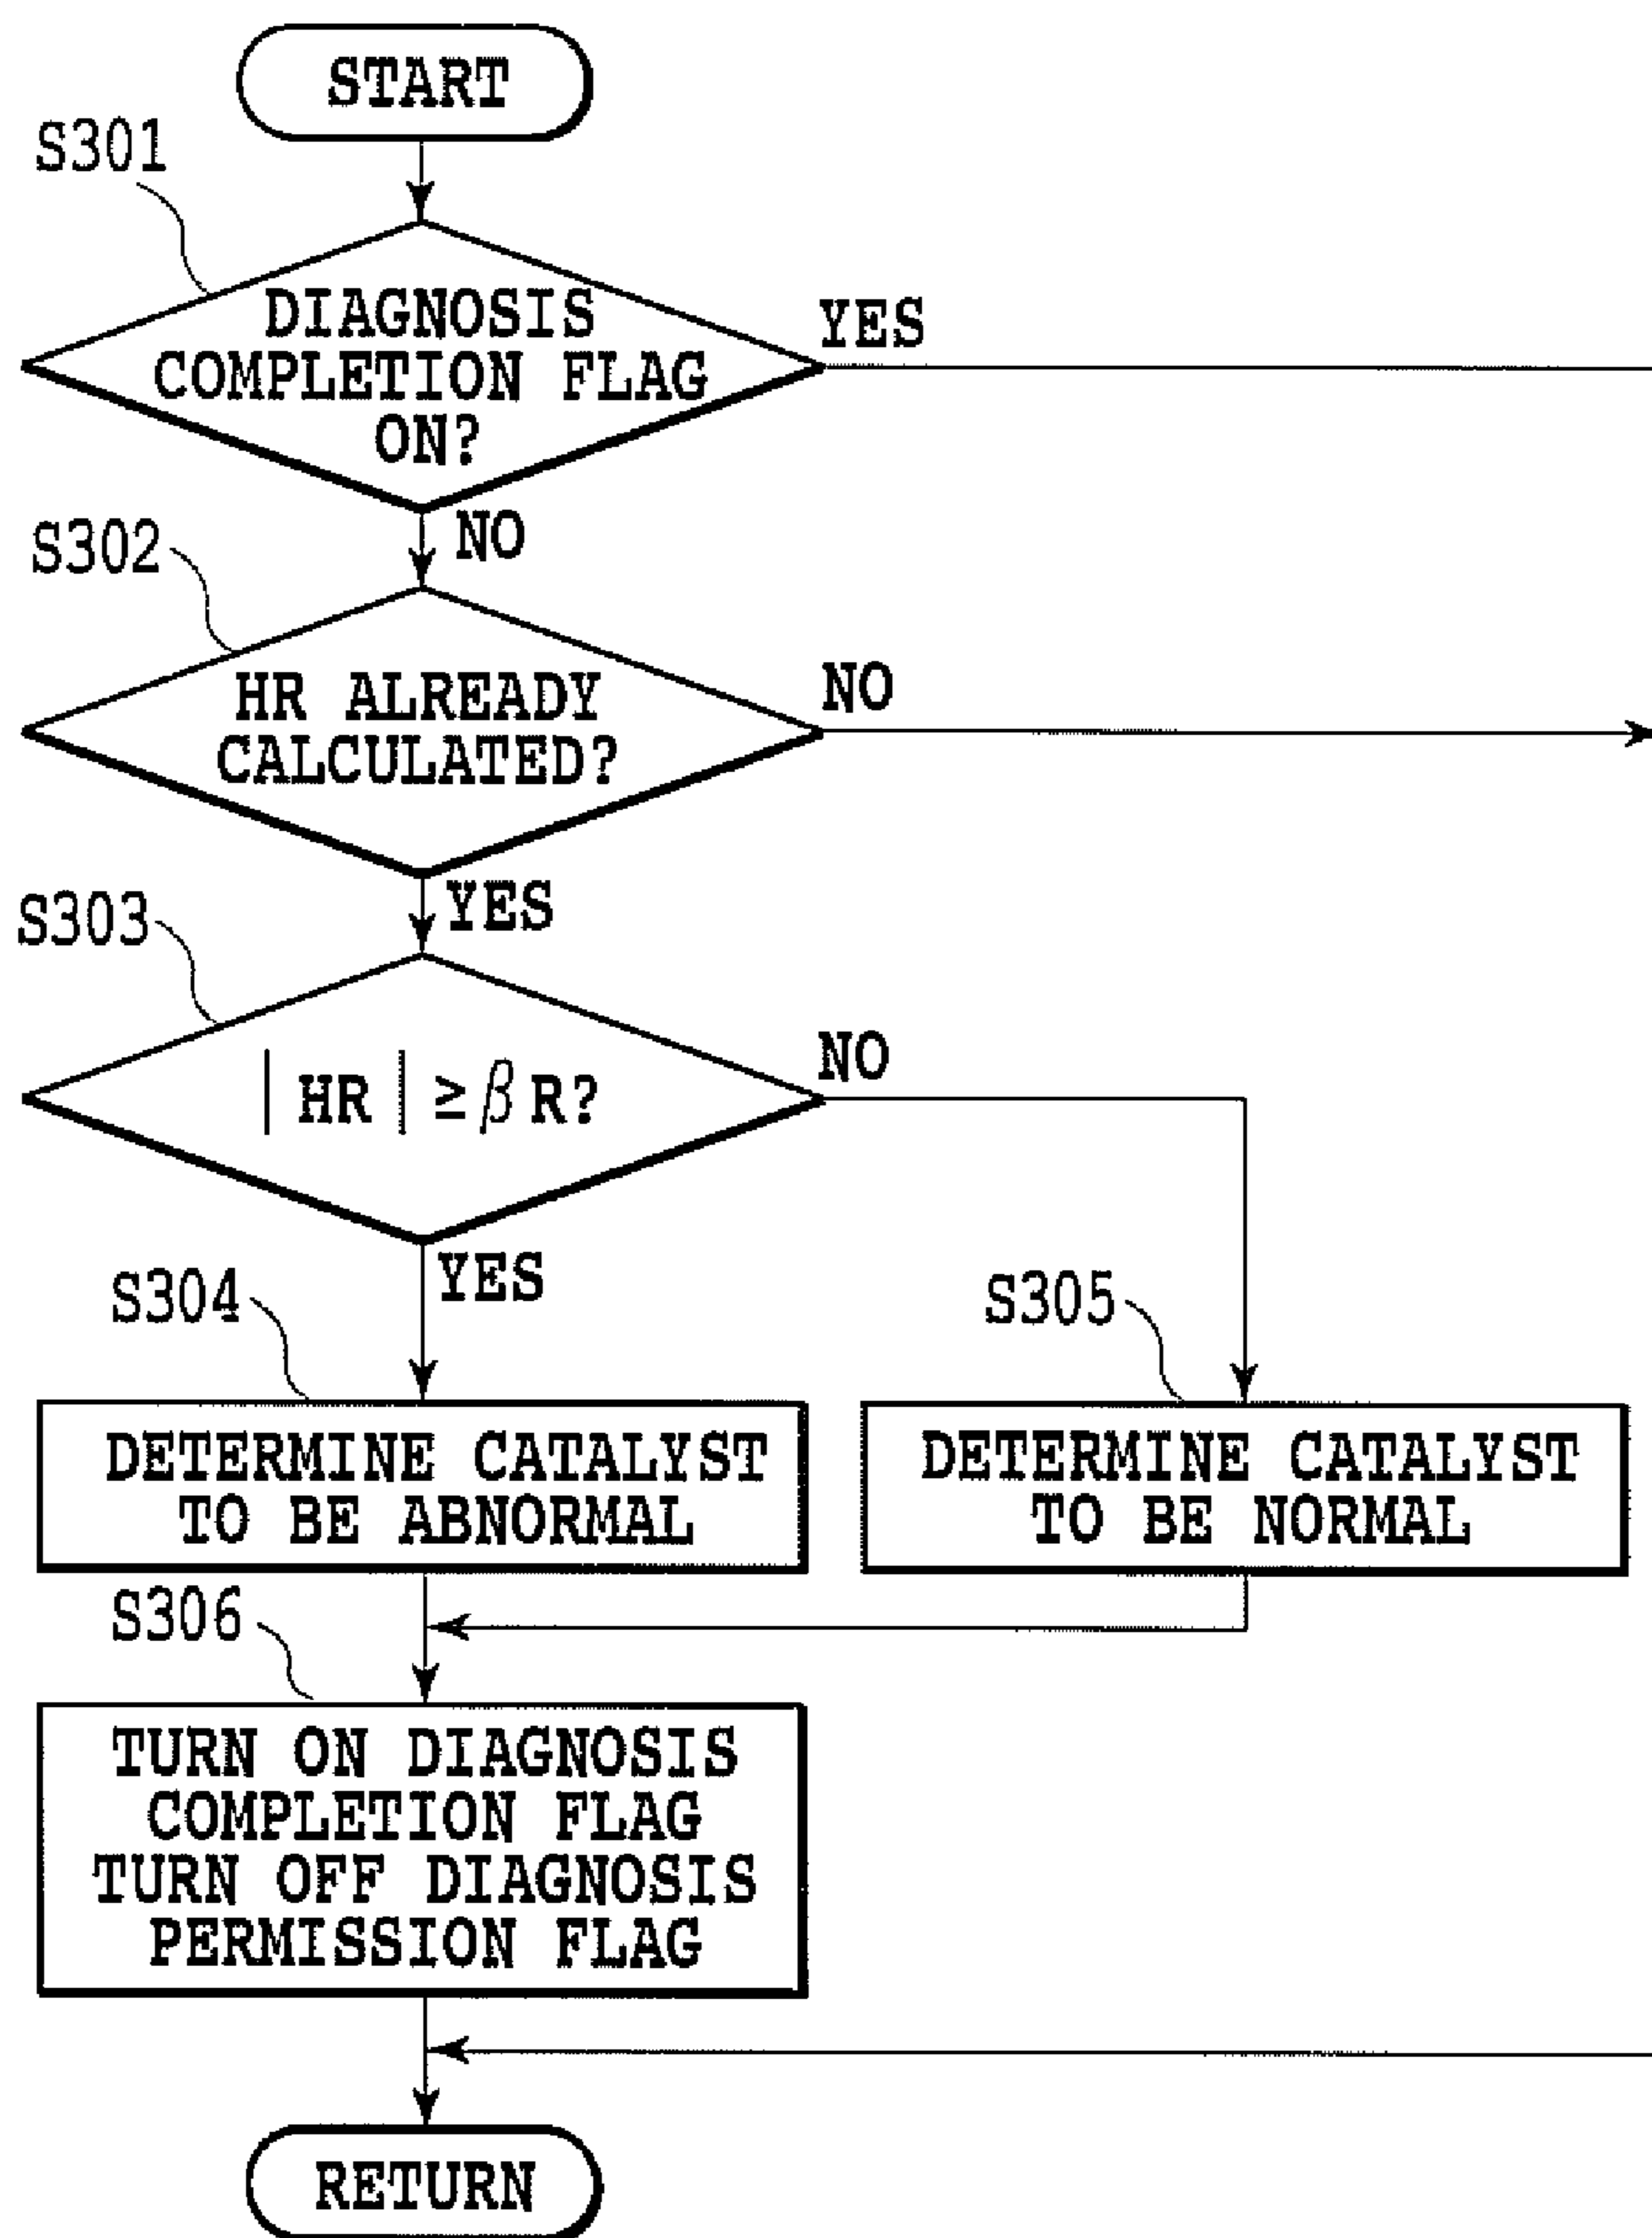 START
S301
DIAGNOSIS
COMPLETION FLAG
ON?
YES
NO
S302
HR ALREADY
CALCULATED?
NO
YES
S303
| HR | ≥ β R?
NO
YES
S304
DETERMINE CATALYST
TO BE ABNORMAL
S305
DETERMINE CATALYST
TO BE NORMAL
S306
TURN ON DIAGNOSIS
COMPLETION FLAG
TURN OFF DIAGNOSIS
PERMISSION FLAG
RETURN